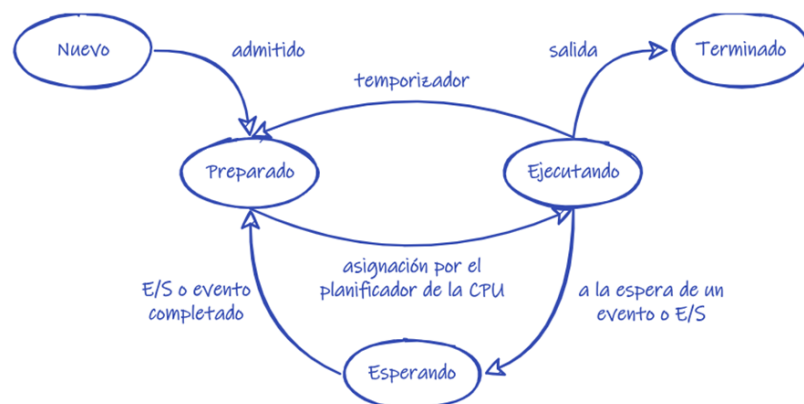 Nuevo
admitido
salida
Terminado
temporizador
Preparado
Ejecutando
asignación por el
planificador de la CPU
E/S o evento
completado
a la espera de un
evento o E/S
Esperando